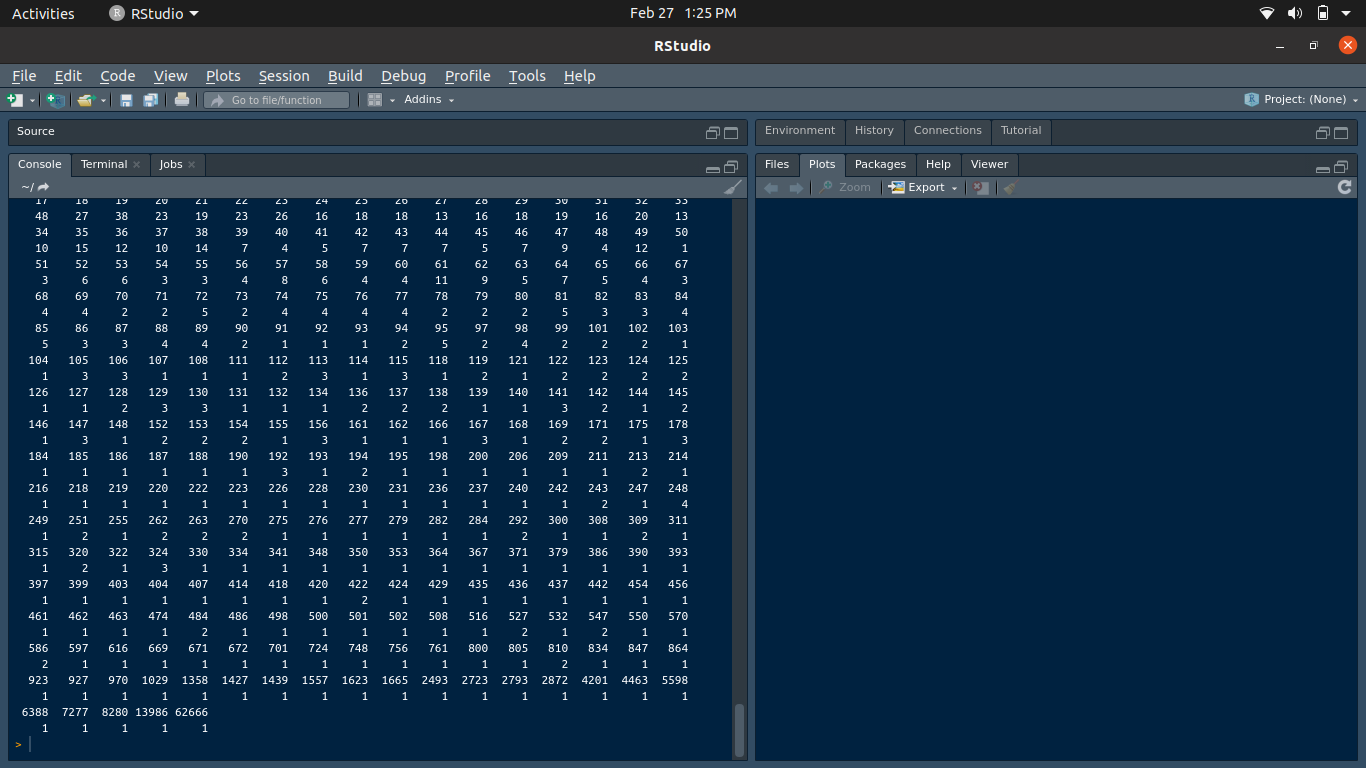 Activities RStudio Feb 27 1:25 PM
RStudio
File Edit Code View Plots Session Build Debug Profile Tools Help
Go to file/function Addins Project: (None)
Source
Environment History Connections Tutorial
Console Terminal Jobs
Files Plots Packages Help Viewer
~/
Zoom Export
17 18 19 20 21 22 23 24 25 26 27 28 29 30 31 32 33
48 27 38 23 19 23 26 16 18 18 13 16 18 19 16 20 13
34 35 36 37 38 39 40 41 42 43 44 45 46 47 48 49 50
10 15 12 10 14 7 4 5 7 7 7 5 7 9 4 12 1
51 52 53 54 55 56 57 58 59 60 61 62 63 64 65 66 67
3 6 6 3 3 4 8 6 4 4 11 9 5 7 5 4 3
68 69 70 71 72 73 74 75 76 77 78 79 80 81 82 83 84
4 4 2 2 5 2 4 4 4 4 2 2 2 5 3 3 4
85 86 87 88 89 90 91 92 93 94 95 97 98 99 101 102 103
5 3 3 4 4 2 1 1 1 2 5 2 4 2 2 2 1
104 105 106 107 108 111 112 113 114 115 118 119 121 122 123 124 125
1 3 3 1 1 1 2 3 1 3 1 2 1 2 2 2 2
126 127 128 129 130 131 132 134 136 137 138 139 140 141 142 144 145
1 1 2 3 3 1 1 1 2 2 2 1 1 3 2 1 2
146 147 148 152 153 154 155 156 161 162 166 167 168 169 171 175 178
1 3 1 2 2 2 1 3 1 1 1 3 1 2 2 1 3
184 185 186 187 188 190 192 193 194 195 198 200 206 209 211 213 214
1 1 1 1 1 1 3 1 2 1 1 1 1 1 1 2 1
216 218 219 220 222 223 226 228 230 231 236 237 240 242 243 247 248
1 1 1 1 1 1 1 1 1 1 1 1 1 1 2 1 4
249 251 255 262 263 270 275 276 277 279 282 284 292 300 308 309 311
1 2 1 2 2 2 1 1 1 1 1 1 2 1 1 2 1
315 320 322 324 330 334 341 348 350 353 364 367 371 379 386 390 393
1 2 1 3 1 1 1 1 1 1 1 1 1 1 1 1 1
397 399 403 404 407 414 418 420 422 424 429 435 436 437 442 454 456
1 1 1 1 1 1 1 1 2 1 1 1 1 1 1 1 1
461 462 463 474 484 486 498 500 501 502 508 516 527 532 547 550 570
1 1 1 1 2 1 1 1 1 1 1 1 2 1 2 1 1
586 597 616 669 671 672 701 724 748 756 761 800 805 810 834 847 864
2 1 1 1 1 1 1 1 1 1 1 1 1 2 1 1 1
923 927 970 1029 1358 1427 1439 1557 1623 1665 2493 2723 2793 2872 4201 4463 5598
1 1 1 1 1 1 1 1 1 1 1 1 1 1 1 1 1
6388 7277 8280 13986 62666
1 1 1 1 1
>